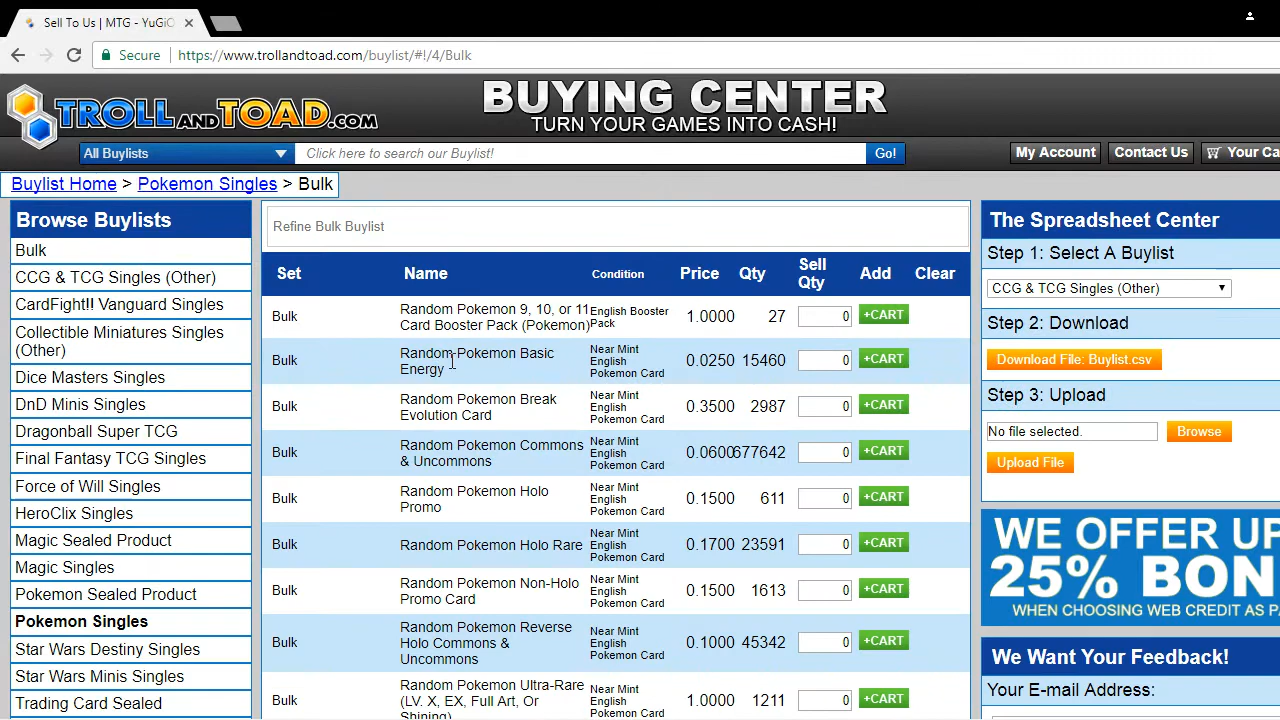 Sell To Us | MTG - YuGiO
Secure
https://www.trollandtoad.com/buylist/#!/4/Bulk
TROLL AND TOAD.COM
BUYING CENTER
TURN YOUR GAMES INTO CASH!
All Buylists
Click here to search our Buylist!
Go!
My Account
Contact Us
Your Ca
Buylist Home > Pokemon Singles > Bulk
Browse Buylists
Bulk
CCG & TCG Singles (Other)
CardFight!! Vanguard Singles
Collectible Miniatures Singles
(Other)
Dice Masters Singles
DnD Minis Singles
Dragonball Super TCG
Final Fantasy TCG Singles
Force of Will Singles
HeroClix Singles
Magic Sealed Product
Magic Singles
Pokemon Sealed Product
Pokemon Singles
Star Wars Destiny Singles
Star Wars Minis Singles
Trading Card Sealed
Refine Bulk Buylist
Set Name Condition Price Qty Sell Qty Add Clear
Bulk
Random Pokemon 9, 10, or 11
Card Booster Pack (Pokemon)
English Booster
Pack
1.0000 27 0 +CART
Bulk
Random Pokemon Basic
Energy
Near Mint
English
Pokemon Card
0.0250 15460 0 +CART
Bulk
Random Pokemon Break
Evolution Card
Near Mint
English
Pokemon Card
0.3500 2987 0 +CART
Bulk
Random Pokemon Commons
& Uncommons
Near Mint
English
Pokemon Card
0.0600 677642 0 +CART
Bulk
Random Pokemon Holo
Promo
Near Mint
English
Pokemon Card
0.1500 611 0 +CART
Bulk
Random Pokemon Holo Rare
Near Mint
English
Pokemon Card
0.1700 23591 0 +CART
Bulk
Random Pokemon Non-Holo
Promo Card
Near Mint
English
Pokemon Card
0.1500 1613 0 +CART
Bulk
Random Pokemon Reverse
Holo Commons &
Uncommons
Near Mint
English
Pokemon Card
0.1000 45342 0 +CART
Bulk
Random Pokemon Ultra-Rare
(LV. X, EX, Full Art, Or
Shining)
Near Mint
English
Pokemon Card
1.0000 1211 0 +CART
The Spreadsheet Center
Step 1: Select A Buylist
CCG & TCG Singles (Other)
Step 2: Download
Download File: Buylist.csv
Step 3: Upload
No file selected.
Browse
Upload File
WE OFFER UP
25% BON
WHEN CHOOSING WEB CREDIT AS PA
We Want Your Feedback!
Your E-mail Address: